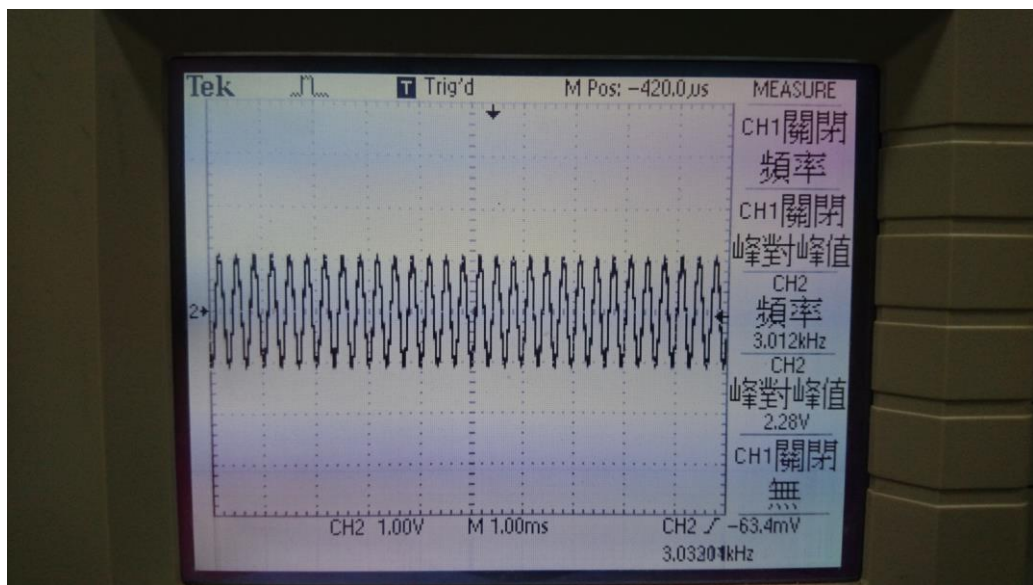 Tek T Trig'd M Pos: -420.0µs MEASURE
CH1關閉
頻率
CH1關閉
峰對峰值
CH2
頻率
3.012kHz
CH2
峰對峰值
2.28V
CH1關閉
無
2
CH2 1.00V M 1.00ms CH2 -63.4mV